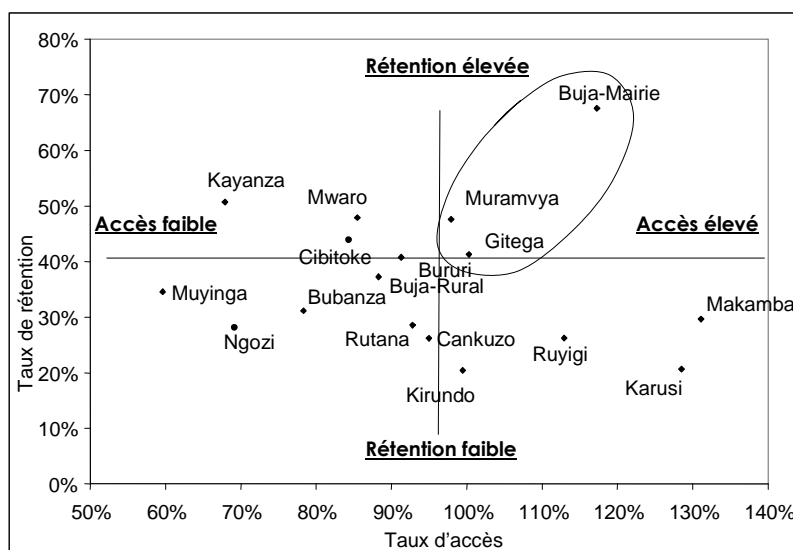 80%
70%
60%
50%
40%
30%
20%
10%
0%
Taux de rétention
Rétention élevée
Buja-Mairie
Kayanza
Mwaro
Muramvya
Accès faible
Accès élevé
Gitega
Cibitoke
Bururi
Buja-Rural
Muyinga
Bubanza
Makamba
Ngozi
Rutana
Cankuzo
Ruyigi
Karusi
Kirundo
Rétention faible
50%
60%
70%
80%
90%
100%
110%
120%
130%
140%
Taux d'accès